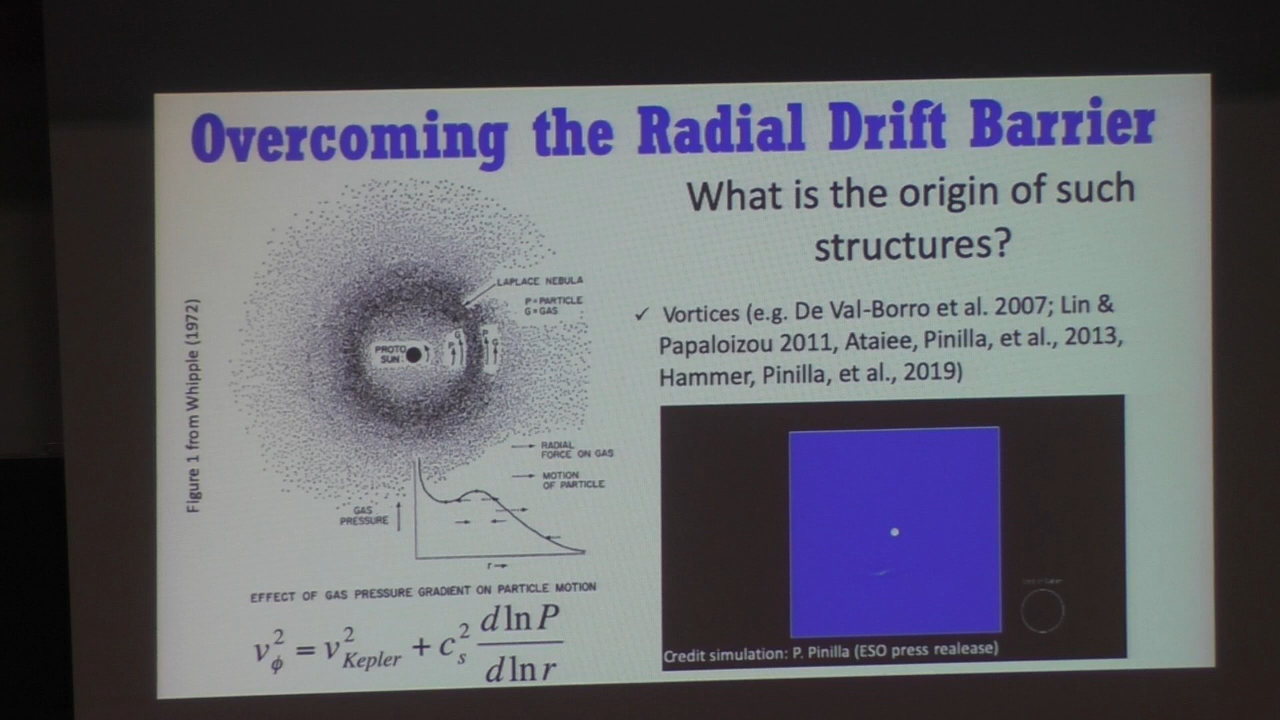 Overcoming the Radial Drift Barrier
What is the origin of such
structures?
✓ Vortices (e.g. De Val-Borro et al. 2007; Lin &
Papaloizou 2011, Ataiee, Pinilla, et al., 2013,
Hammer, Pinilla, et al., 2019)
Figure 1 from Whipple (1972)
LAPLACE NEBULA
P=PARTICLE
G=GAS
PROTO
SUN
P G
RADIAL
FORCE ON GAS
MOTION
OF PARTICLE
GAS
PRESSURE
r
EFFECT OF GAS PRESSURE GRADIENT ON PARTICLE MOTION
v_ϕ^2 = v_Kepler^2 + c_s^2 dlnP/dlnr
Credit simulation: P. Pinilla (ESO press realease)